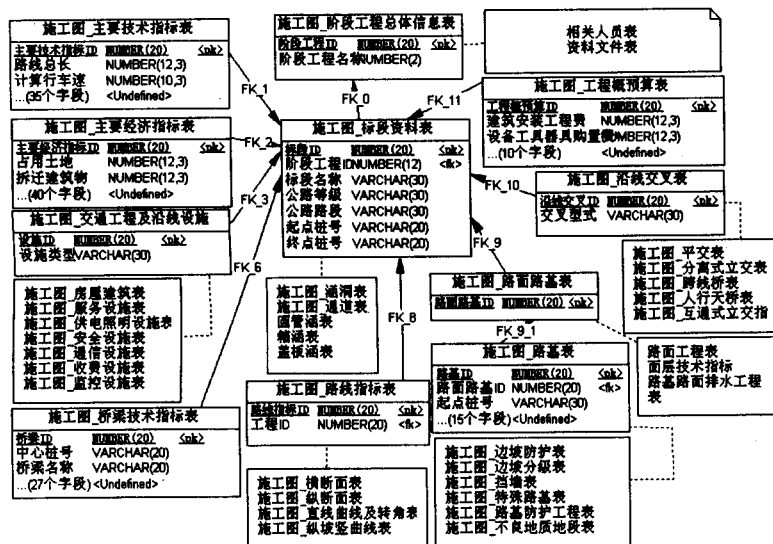 施工图_主要技术指标表
主要技术指标ID NUMBER(20) <pk>
路线总长 NUMBER(12,3)
计算行车速 NUMBER(10,3)
...(35个字段) <Undefined>
施工图_阶段工程总体信息表
阶段工程ID NUMBER(20) <pk>
阶段工程名称NUMBER(2)
相关人员表
资料文件表
FK_1
FK_0
FK_11
施工图_主要经济指标表
主要经济指标ID NUMBER(20) <pk>
占用土地 NUMBER(12,3)
拆迁建筑物 NUMBER(12,3)
...(40个字段) <Undefined>
FK_2
施工图_标段资料表
标段ID NUMBER(20) <pk>
阶段工程IDNUMBER(12) <fk>
标段名称 VARCHAR(30)
公路等级 VARCHAR(30)
公路路段 VARCHAR(30)
起点桩号 VARCHAR(20)
终点桩号 VARCHAR(20)
施工图_工程概预算表
工程概预算ID NUMBER(20) <pk>
建筑安装工程费 NUMBER(12,3)
设备工具器具购置费NUMBER(12,3)
...(10个字段) <Undefined>
FK_3
FK_10
施工图_交通工程及沿线设施
设施ID NUMBER(20) <pk>
设施类型VARCHAR(30)
施工图_沿线交叉表
沿线交叉ID NUMBER(20) <pk>
交叉型式 VARCHAR(30)
FK_6
FK_9
施工图_房屋建筑表
施工图_服务设施表
施工图_供电照明设施表
施工图_安全设施表
施工图_通信设施表
施工图_收费设施表
施工图_监控设施表
施工图_涵洞表
施工图_通道表
圆管涵表
箱涵表
盖板涵表
FK_8
施工图_路面路基表
路面路基ID NUMBER(20) <pk>
施工图_平交表
施工图_分离式立交表
施工图_跨线桥表
施工图_人行天桥表
施工图_互通式立交指
FK_9_1
施工图_路基表
路基ID NUMBER(20) <pk>
路面路基ID NUMBER(20) <fk>
起点桩号 VARCHAR(30)
...(15个字段)<Undefined>
路面工程表
面层技术指标
路基路面排水工程
表
施工图_桥梁技术指标表
桥梁ID NUMBER(20) <pk>
中心桩号 VARCHAR(20)
桥梁名称 VARCHAR(20)
...(27个字段) <Undefined>
施工图_路线指标表
路线指标ID NUMBER(20) <pk>
工程ID NUMBER(20) <fk>
施工图_横断面表
施工图_纵断面表
施工图_直线曲线及转角表
施工图_纵坡竖曲线表
施工图_边坡防护表
施工图_边坡分级表
施工图_挡墙表
施工图_特殊路基表
施工图_路基防护工程表
施工图_不良地质地段表